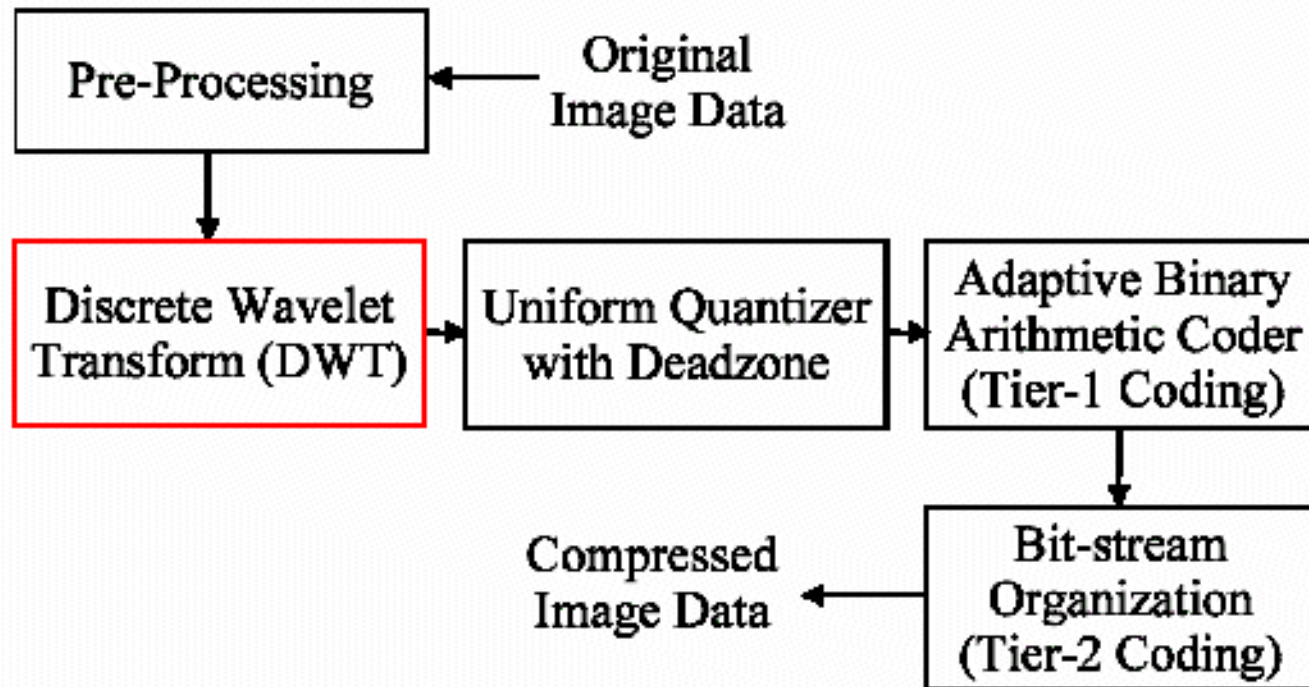 Pre-Processing
Original
Image Data
Discrete Wavelet
Transform (DWT)
Uniform Quantizer
with Deadzone
Adaptive Binary
Arithmetic Coder
(Tier-1 Coding)
Compressed
Image Data
Bit-stream
Organization
(Tier-2 Coding)